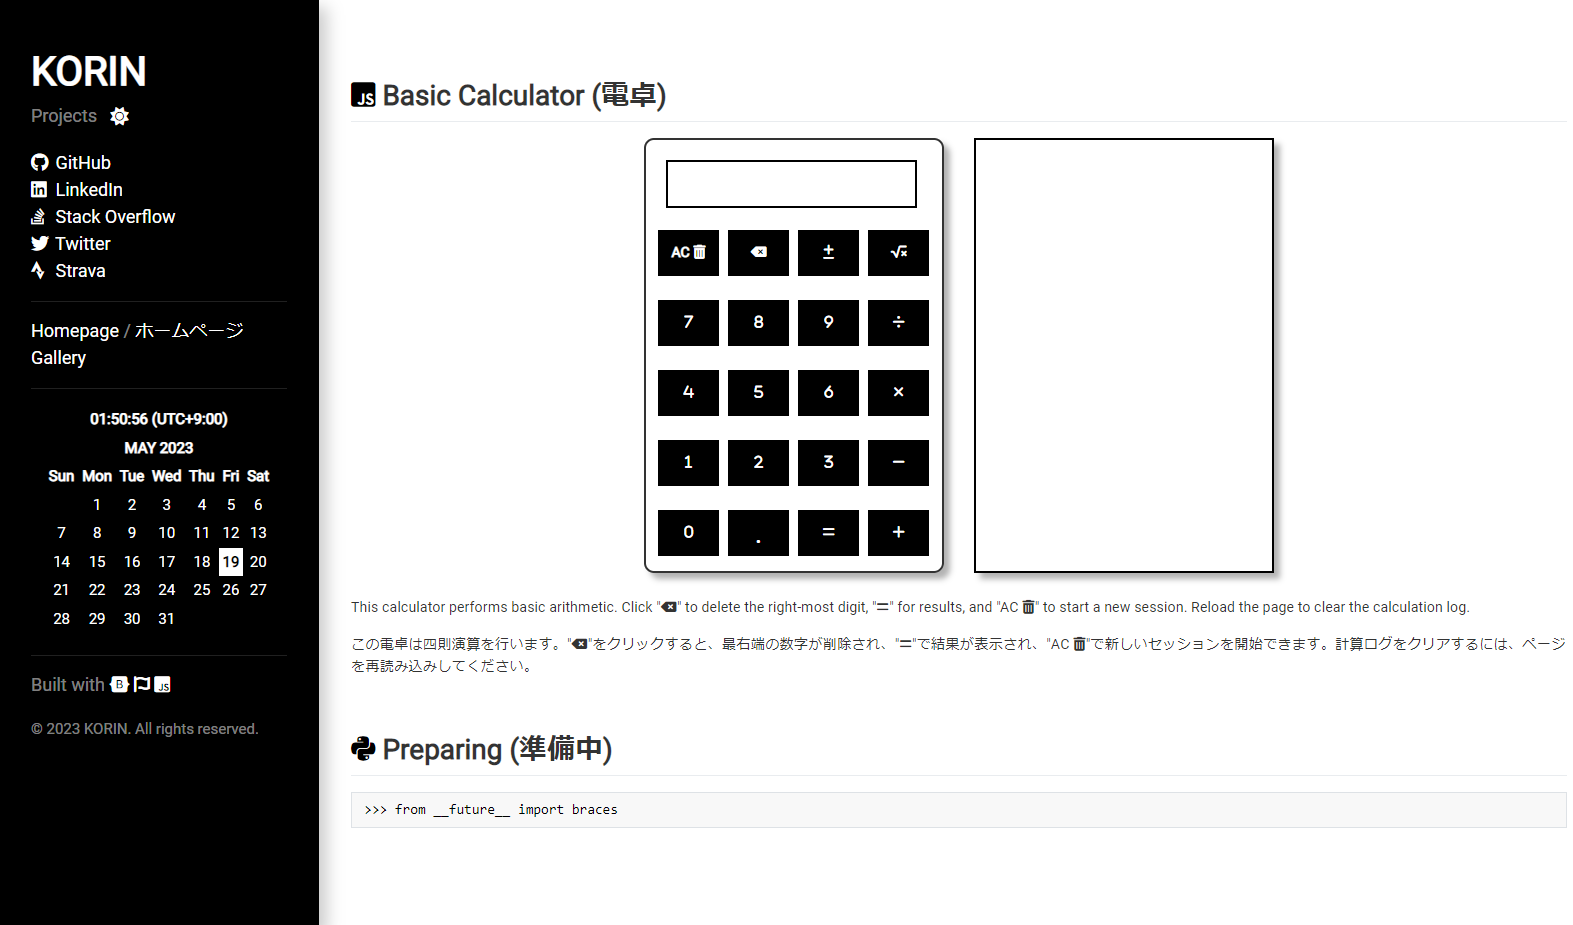 KORIN
Projects
GitHub
LinkedIn
Stack Overflow
Twitter
Strava
Homepage / ホームページ
Gallery
01:50:56 (UTC+9:00)
MAY 2023
Sun Mon Tue Wed Thu Fri Sat
1 2 3 4 5 6
7 8 9 10 11 12 13
14 15 16 17 18 19 20
21 22 23 24 25 26 27
28 29 30 31
Built with B JS
© 2023 KORIN. All rights reserved.
JS Basic Calculator (電卓)
AC ± √x
7 8 9 ÷
4 5 6 ×
1 2 3 −
0 . = +
This calculator performs basic arithmetic. Click "⌫" to delete the right-most digit, "=" for results, and "AC 🗑" to start a new session. Reload the page to clear the calculation log.
この電卓は四則演算を行います。"⌫"をクリックすると、最右端の数字が削除され、"="で結果が表示され、"AC 🗑"で新しいセッションを開始できます。計算ログをクリアするには、ページ
を再読み込みしてください。
Preparing (準備中)
>>> from __future__ import braces